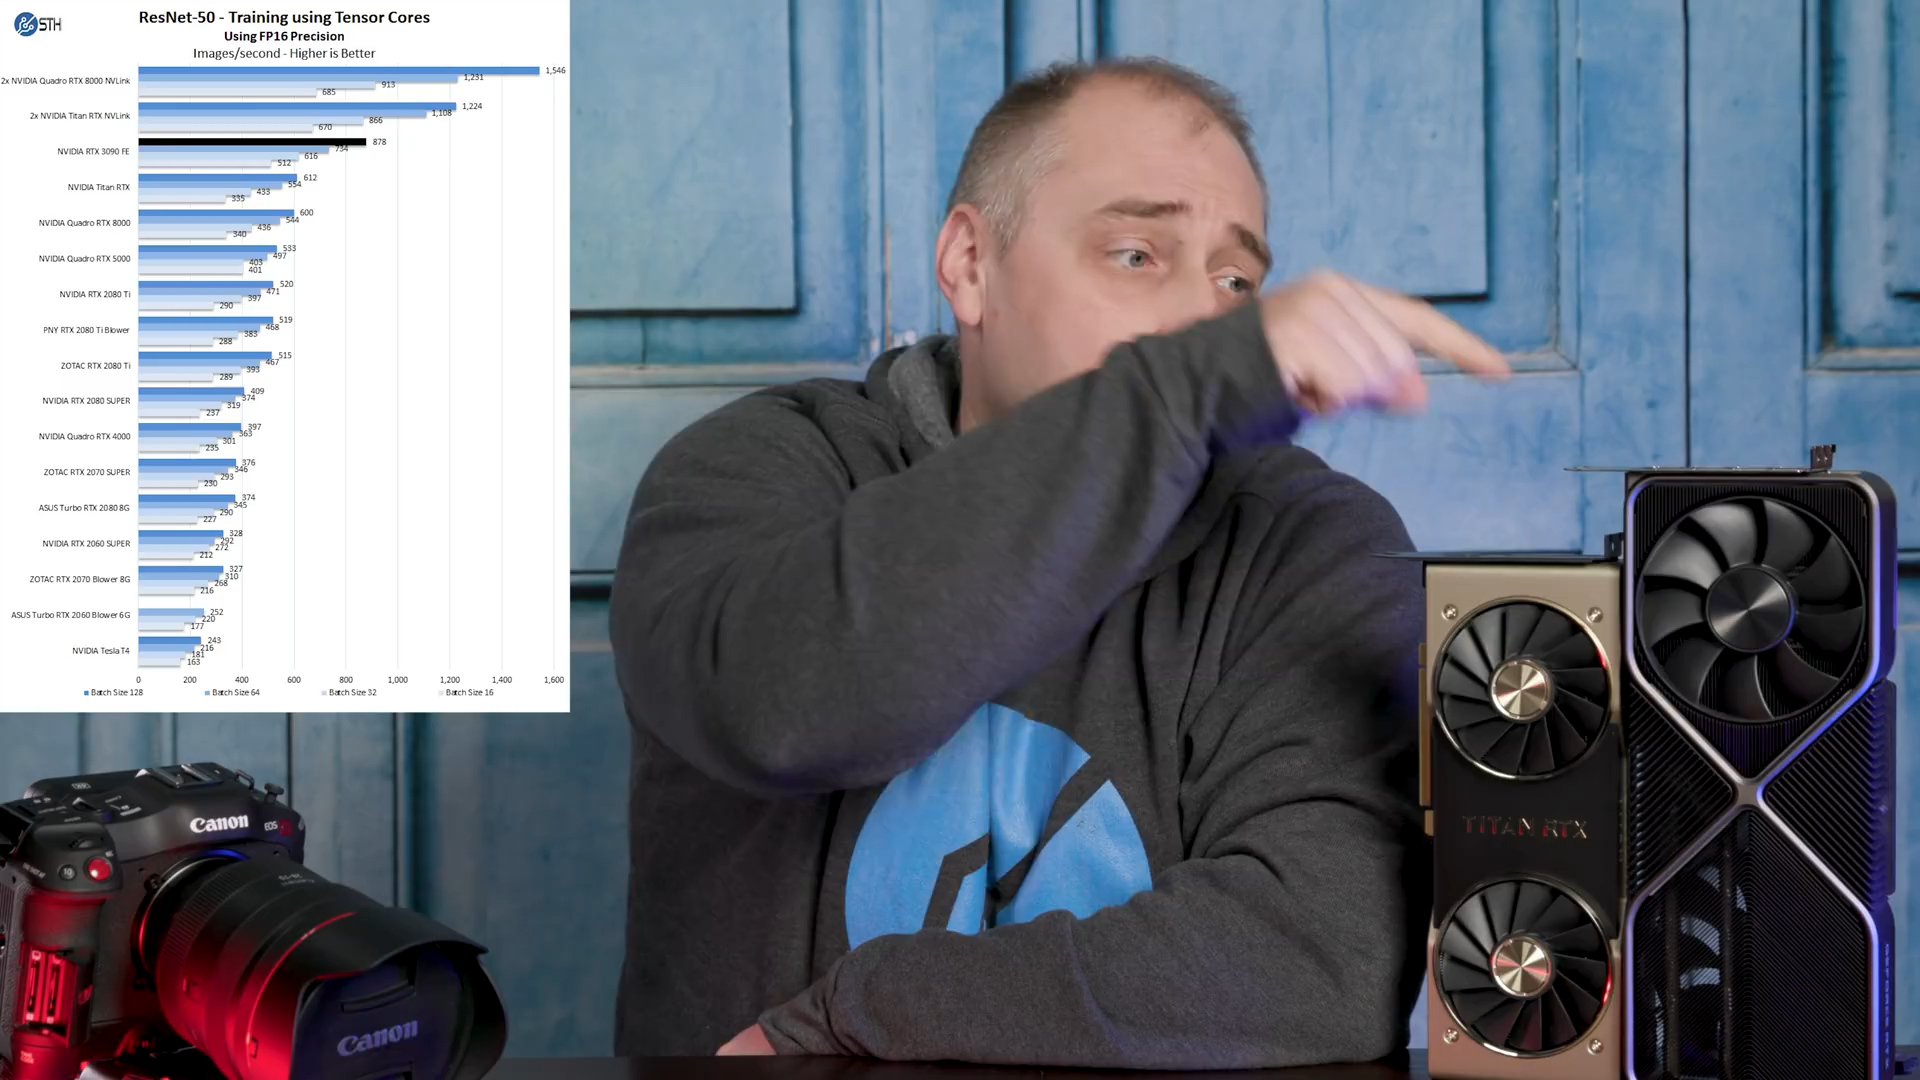 STH
ResNet-50 - Training using Tensor Cores
Using FP16 Precision
Images/second - Higher is Better
2x NVIDIA Quadro RTX 8000 NVLink
1,546
1,231
913
685
2x NVIDIA Titan RTX NVLink
1,224
1,108
866
670
NVIDIA RTX 3090 FE
878
734
616
512
NVIDIA Titan RTX
612
554
433
335
NVIDIA Quadro RTX 8000
600
544
436
340
NVIDIA Quadro RTX 5000
533
497
403
401
NVIDIA RTX 2080 Ti
520
471
397
290
PNY RTX 2080 Ti Blower
519
468
383
288
ZOTAC RTX 2080 Ti
515
467
393
289
NVIDIA RTX 2080 SUPER
409
374
319
237
NVIDIA Quadro RTX 4000
397
363
301
235
ZOTAC RTX 2070 SUPER
376
346
293
230
ASUS Turbo RTX 2080 8G
374
345
290
227
NVIDIA RTX 2060 SUPER
328
292
272
212
ZOTAC RTX 2070 Blower 8G
327
310
268
216
ASUS Turbo RTX 2060 Blower 6G
252
220
177
NVIDIA Tesla T4
243
216
181
163
0 200 400 600 800 1,000 1,200 1,400 1,600
Batch Size 128 Batch Size 64 Batch Size 32 Batch Size 16
Canon EOS
Canon
TITAN RTX